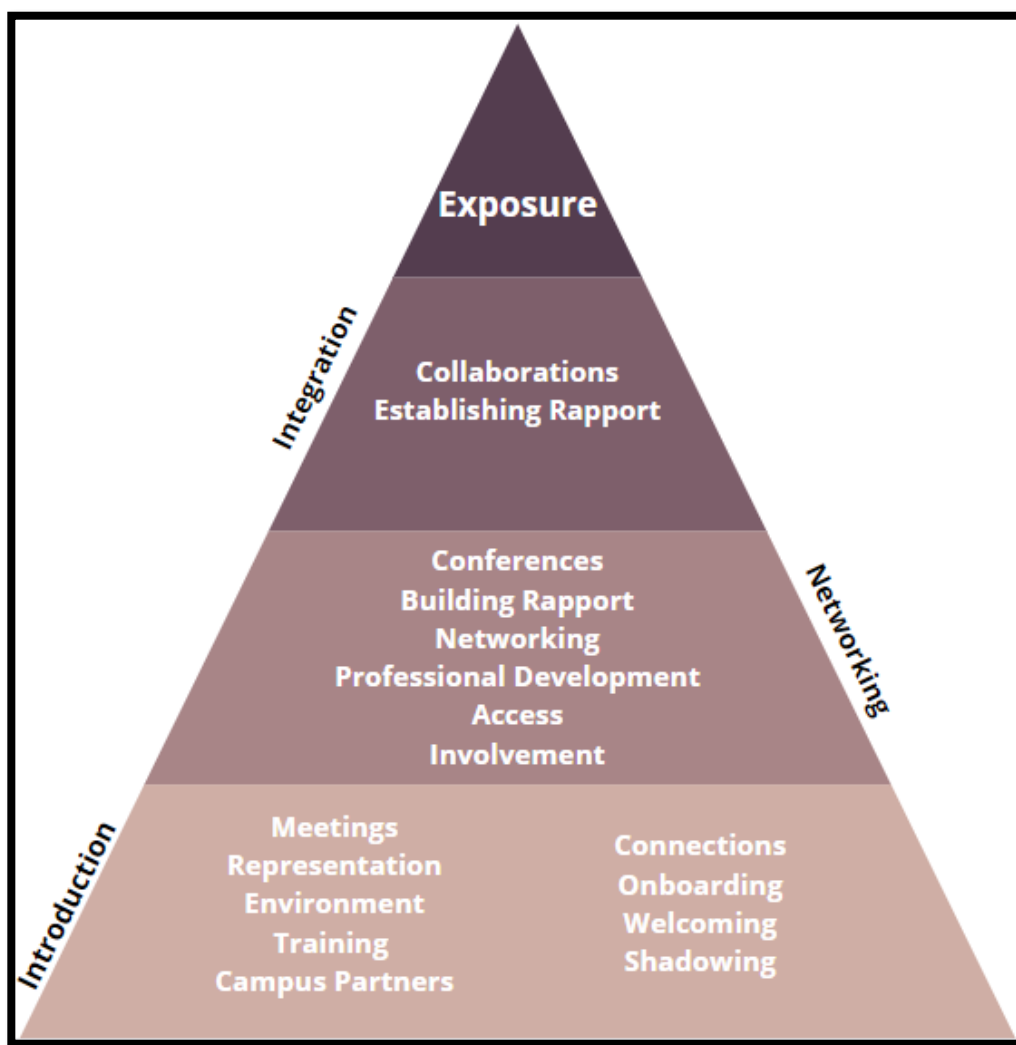 Exposure
Integration
Collaborations
Establishing Rapport
Conferences
Building Rapport
Networking
Professional Development
Access
Involvement
Networking
Introduction
Meetings
Representation
Environment
Training
Campus Partners
Connections
Onboarding
Welcoming
Shadowing